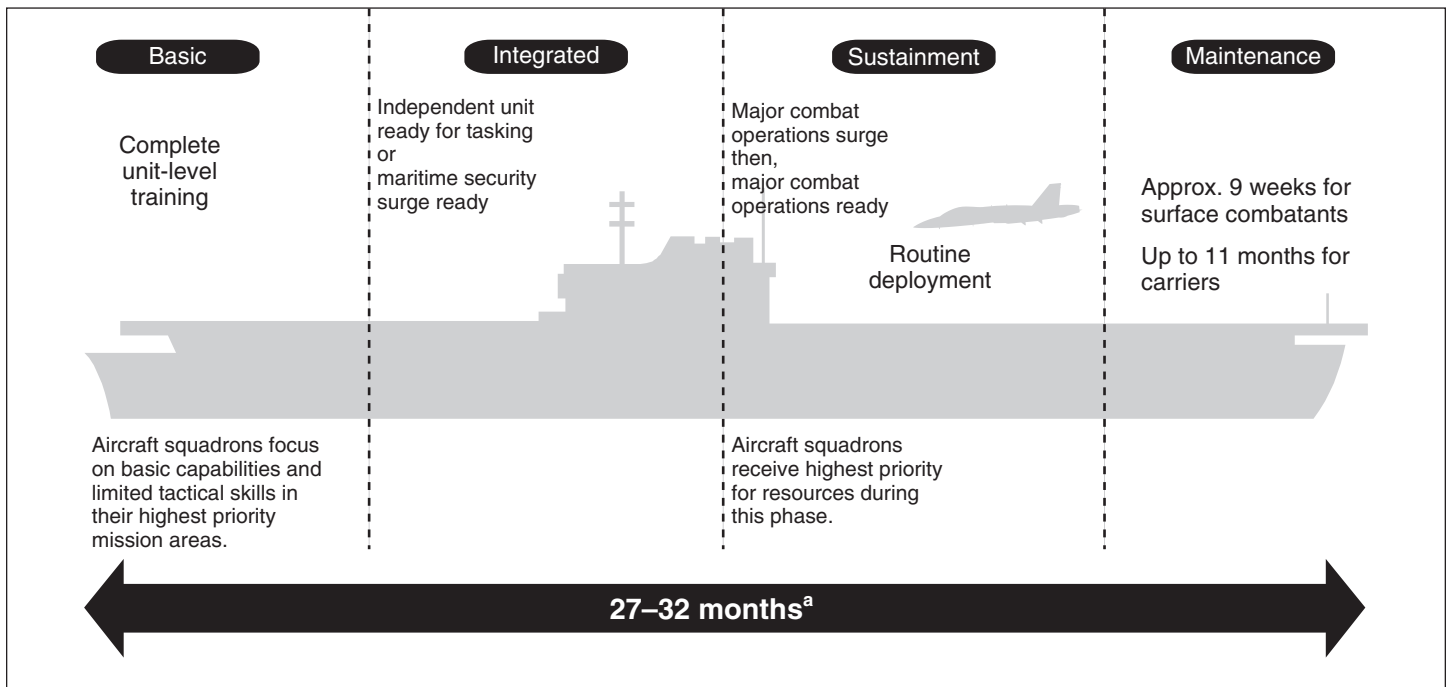 Basic
Complete
unit-level
training
Aircraft squadrons focus
on basic capabilities and
limited tactical skills in
their highest priority
mission areas.
Integrated
Independent unit
ready for tasking
or
maritime security
surge ready
Sustainment
Major combat
operations surge
then,
major combat
operations ready
Routine
deployment
Aircraft squadrons
receive highest priority
for resources during
this phase.
Maintenance
Approx. 9 weeks for
surface combatants
Up to 11 months for
carriers
27–32 monthsᵃ